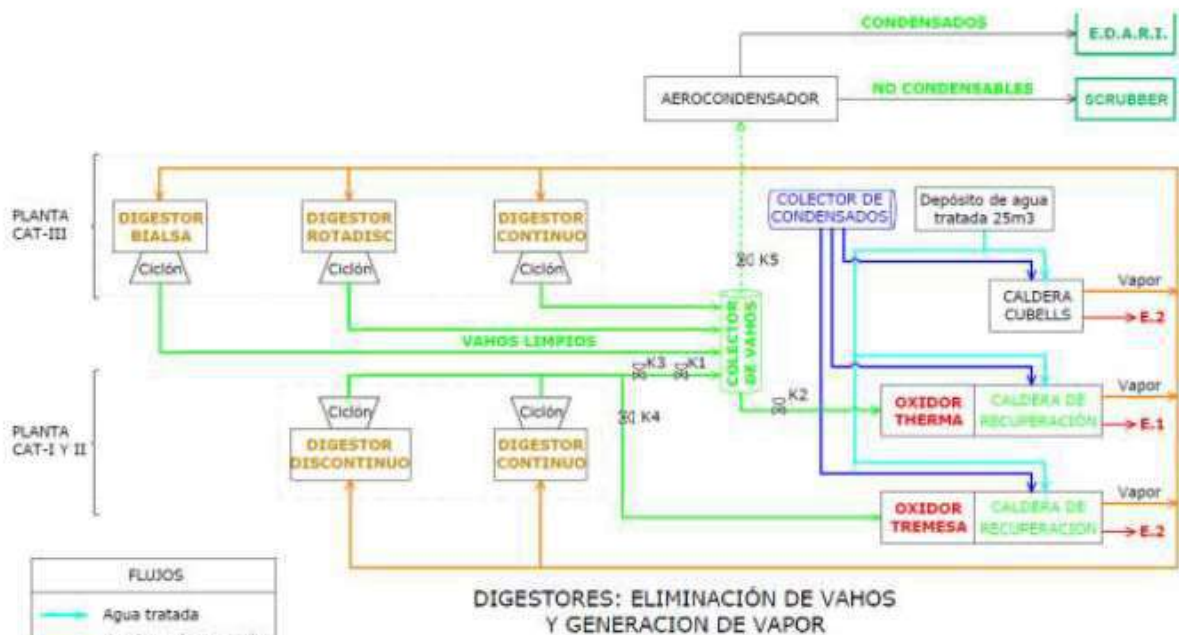 CONDENSADOS
E.D.A.R.I.
AEROCONDENSADOR
NO CONDENSABLES
SCRUBBER
PLANTA
CAT-III
DIGESTOR
BIALSA
Ciclón
DIGESTOR
ROTADISC
Ciclón
DIGESTOR
CONTINUO
Ciclón
COLECTOR DE
CONDENSADOS
Depósito de agua
tratada 25m3
K5
COLECTOR
DE VAHOS
CALDERA
CUBELLS
Vapor
E.2
VAHOS LIMPIOS
K3
K1
K2
K4
PLANTA
CAT-I Y II
Ciclón
DIGESTOR
DISCONTINUO
Ciclón
DIGESTOR
CONTINUO
OXIDOR
THERMA
CALDERA DE
RECUPERACIÓN
Vapor
E.1
OXIDOR
TREMESA
CALDERA DE
RECUPERACIÓN
Vapor
E.2
FLUJOS
Agua tratada
DIGESTORES: ELIMINACIÓN DE VAHOS
Y GENERACION DE VAPOR